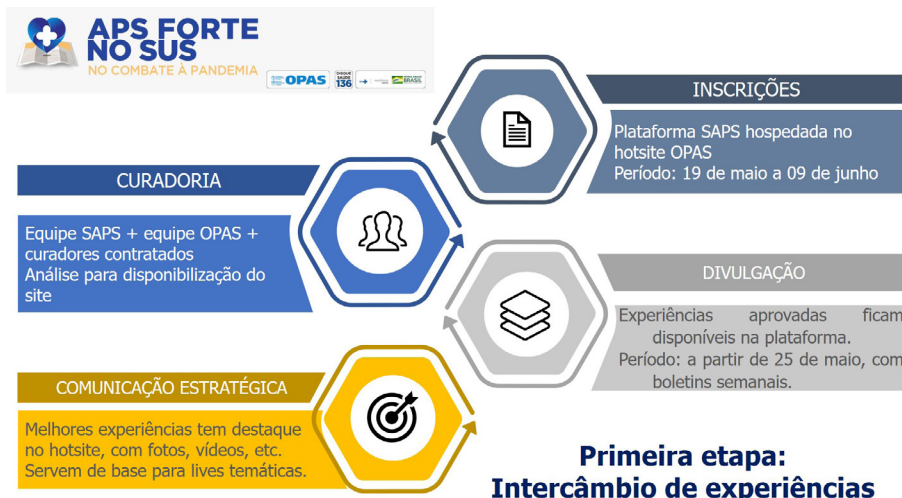 APS FORTE
NO SUS
NO COMBATE À PANDEMIA
OPAS
DISQUE
SAÚDE
136
BRASIL
INSCRIÇÕES
Plataforma SAPS hospedada no
hotsite OPAS
Período: 19 de maio a 09 de junho
CURADORIA
Equipe SAPS + equipe OPAS +
curadores contratados
Análise para disponibilização do
site
DIVULGAÇÃO
Experiências aprovadas ficam
disponíveis na plataforma.
Período: a partir de 25 de maio, com
boletins semanais.
COMUNICAÇÃO ESTRATÉGICA
Melhores experiências tem destaque
no hotsite, com fotos, vídeos, etc.
Servem de base para lives temáticas.
Primeira etapa:
Intercâmbio de experiências